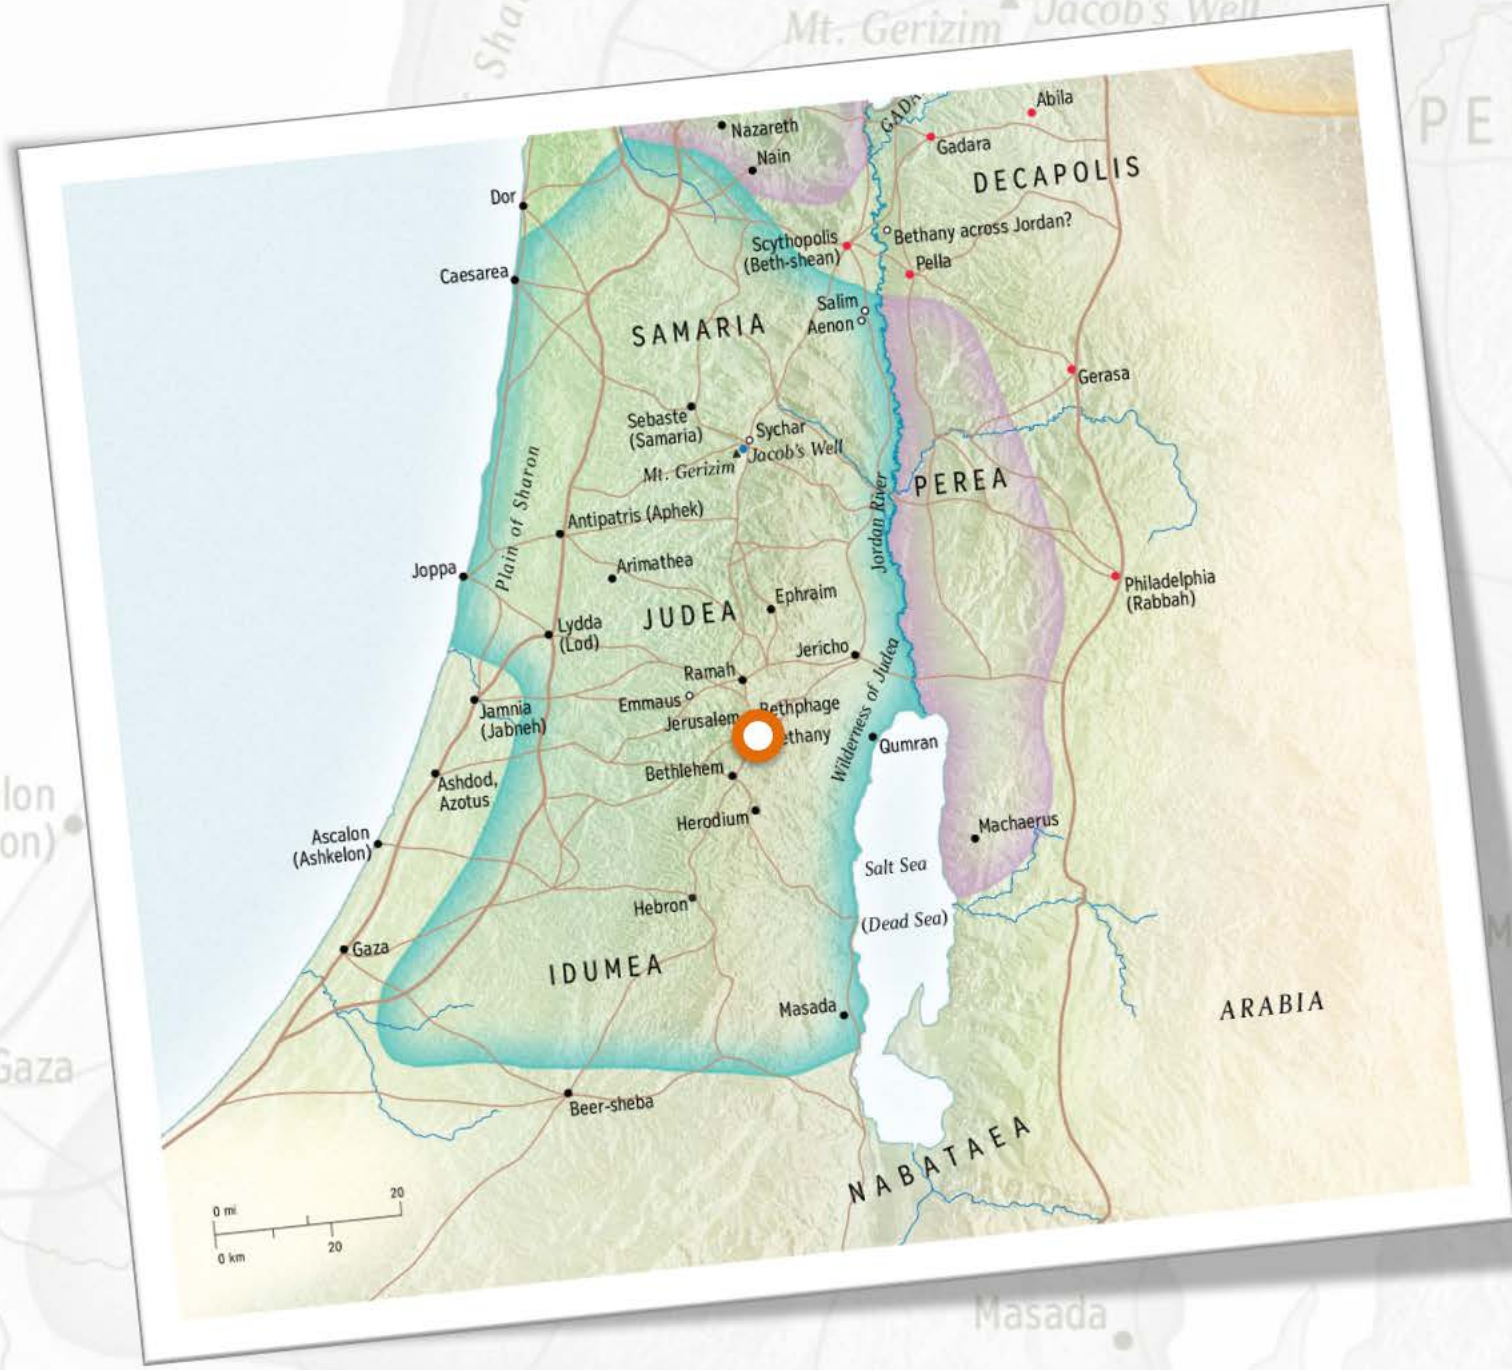 Mt. Gerizim
Jacob's Well
Sha
PE
Abila
Nazareth
Gadara
Nain
DECAPOLIS
Dor
Bethany across Jordan?
Scythopolis
(Beth-shean)
Pella
Caesarea
Salim
Aenon
SAMARIA
Gerasa
Sebaste
(Samaria)
Sychar
Jacob's Well
Mt. Gerizim
PEREA
Plain of Sharon
Antipatris (Aphek)
Jordan River
Arimathea
Joppa
Philadelphia
(Rabbah)
Ephraim
JUDEA
Lydda
(Lod)
Jericho
Ramah
Wilderness of Judea
Emmaus
Jerusalem
Bethphage
Jamnia
(Jabneh)
ethany
Qumran
Bethlehem
Ashdod,
Azotus
lon
on)
Herodium
Machaerus
Ascalon
(Ashkelon)
Salt Sea
(Dead Sea)
Hebron
Gaza
IDUMEA
Masada
ARABIA
Gaza
Beer-sheba
NABATAEA
0 mi
20
0 km
20
Masada